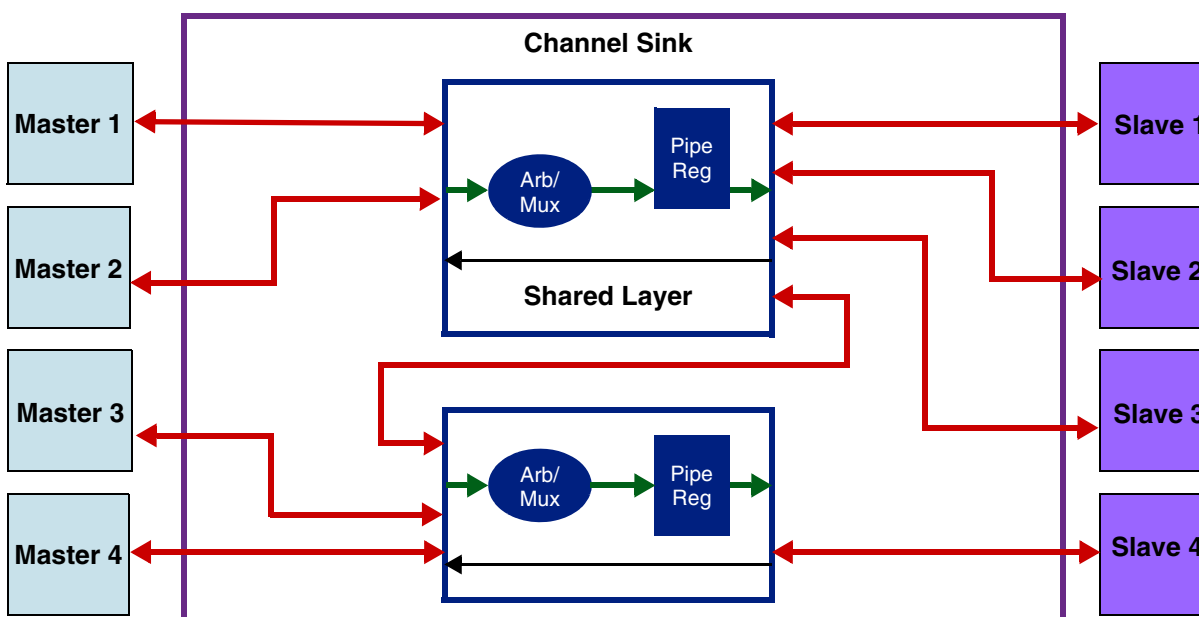 Channel Sink
Master 1
Master 2
Master 3
Master 4
Arb/
Mux
Pipe
Reg
Shared Layer
Arb/
Mux
Pipe
Reg
Slave 1
Slave 2
Slave 3
Slave 4